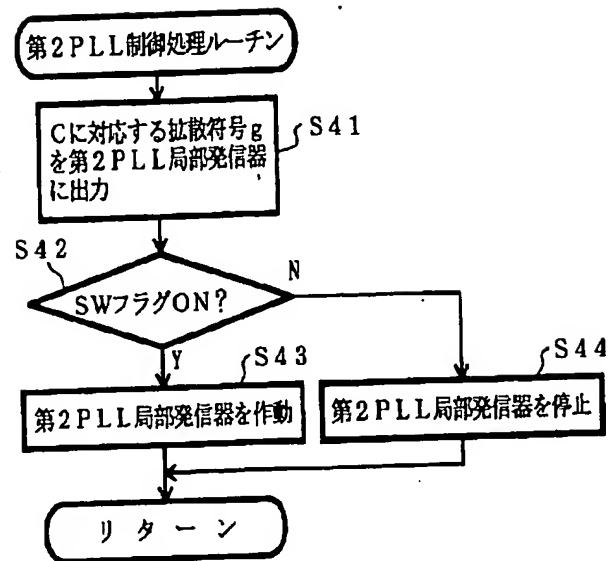 第2PLL制御処理ルーチン
Cに対応する拡散符号g
を第2PLL局部発信器
に出力
S41
S42
SWフラグON?
N
Y
S43
第2PLL局部発信器を作動
S44
第2PLL局部発信器を停止
リターン